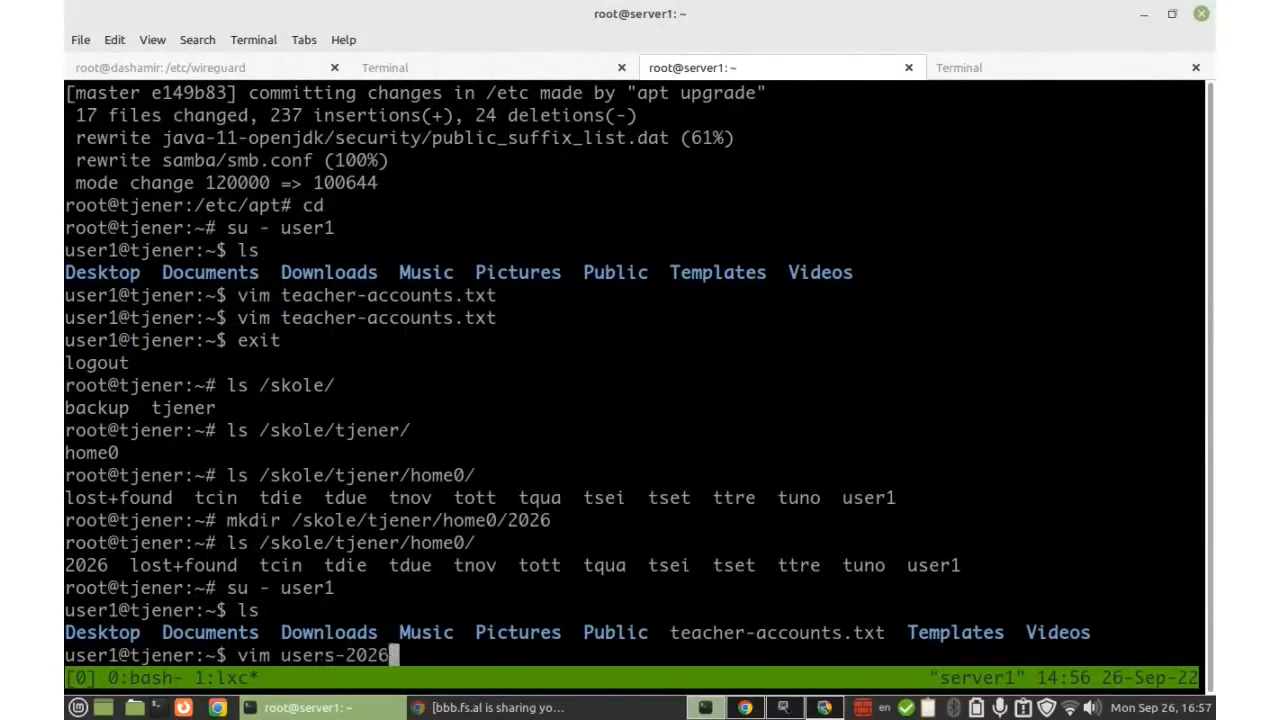 root@server1: ~
File Edit View Search Terminal Tabs Help
root@dashamir: /etc/wireguard Terminal root@server1: ~ Terminal
[master e149b83] committing changes in /etc made by "apt upgrade"
17 files changed, 237 insertions(+), 24 deletions(-)
rewrite java-11-openjdk/security/public_suffix_list.dat (61%)
rewrite samba/smb.conf (100%)
mode change 120000 => 100644
root@tjener:/etc/apt# cd
root@tjener:~# su - user1
user1@tjener:~$ ls
Desktop Documents Downloads Music Pictures Public Templates Videos
user1@tjener:~$ vim teacher-accounts.txt
user1@tjener:~$ vim teacher-accounts.txt
user1@tjener:~$ exit
logout
root@tjener:~# ls /skole/
backup tjener
root@tjener:~# ls /skole/tjener/
home0
root@tjener:~# ls /skole/tjener/home0/
lost+found tcin tdie tdue tnov tott tqua tsei tset ttre tuno user1
root@tjener:~# mkdir /skole/tjener/home0/2026
root@tjener:~# ls /skole/tjener/home0/
2026 lost+found tcin tdie tdue tnov tott tqua tsei tset ttre tuno user1
root@tjener:~# su - user1
user1@tjener:~$ ls
Desktop Documents Downloads Music Pictures Public teacher-accounts.txt Templates Videos
user1@tjener:~$ vim users-2026
[0] 0:bash- 1:lxc* "server1" 14:56 26-Sep-22
root@server1: ~ [bbb.fs.al is sharing yo... en Mon Sep 26, 16:57